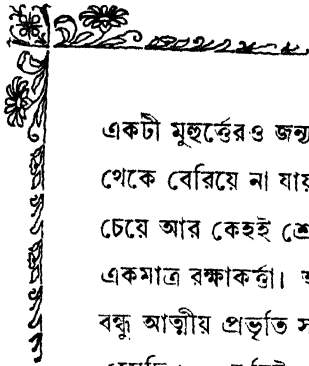 একটী মুহুর্ত্তেরও জন্য
থেকে বেরিয়ে না যায়
চেয়ে আর কেহই
একমাত্র রক্ষাকর্ত্তা।
বন্ধু আত্মীয় প্রভৃতি